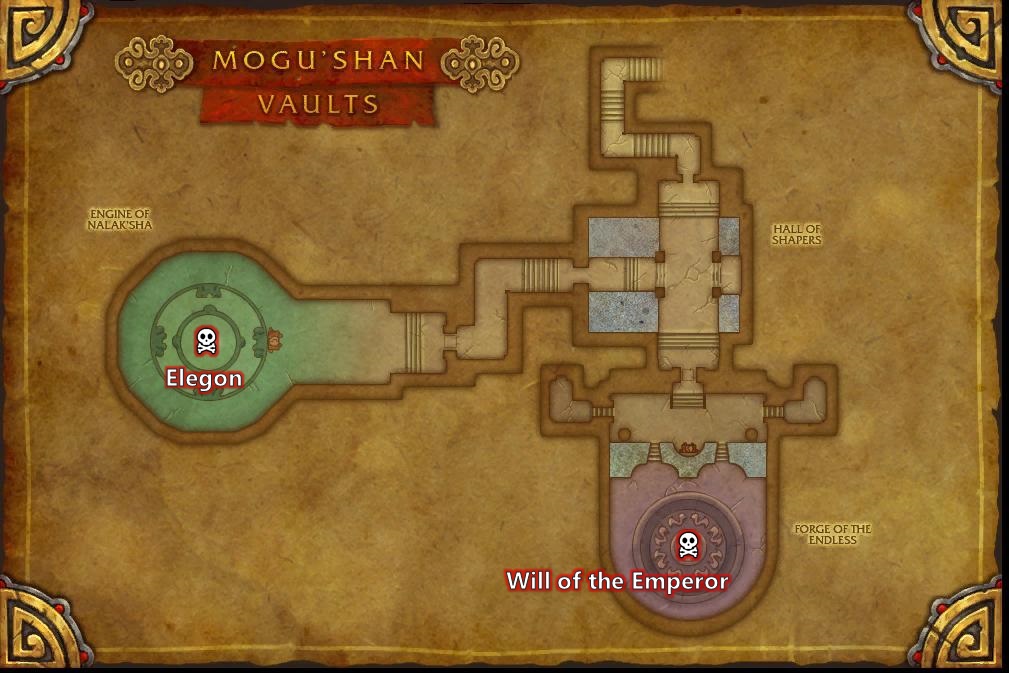 MOGU'SHAN
VAULTS
ENGINE OF
NALAK'SHA
HALL OF
SHAPERS
Elegon
FORGE OF THE
ENDLESS
Will of the Emperor